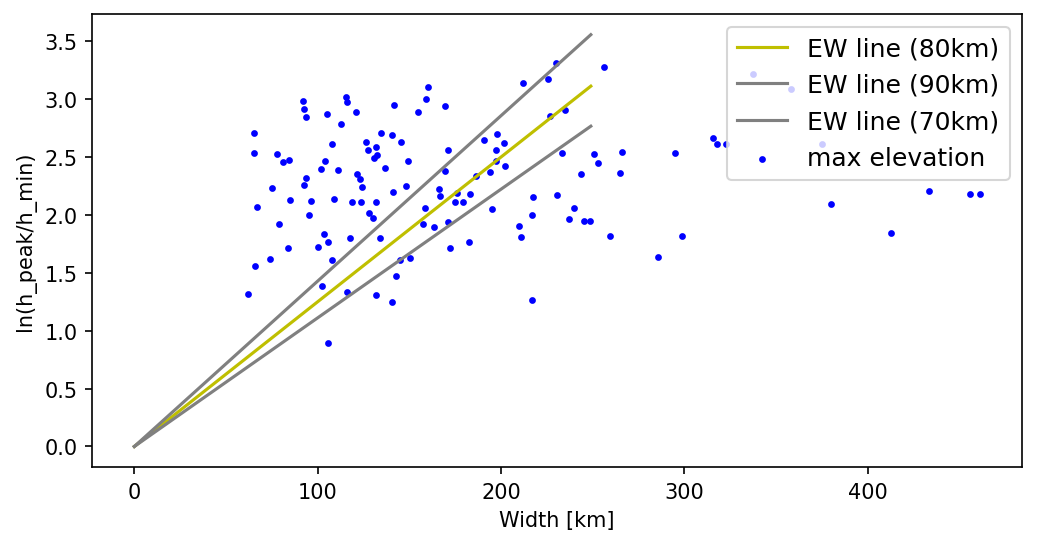 EW line (80km)
EW line (90km)
EW line (70km)
max elevation
3.5
3.0
2.5
2.0
1.5
1.0
0.5
0.0
ln(h_peak/h_min)
0 100 200 300 400
Width [km]